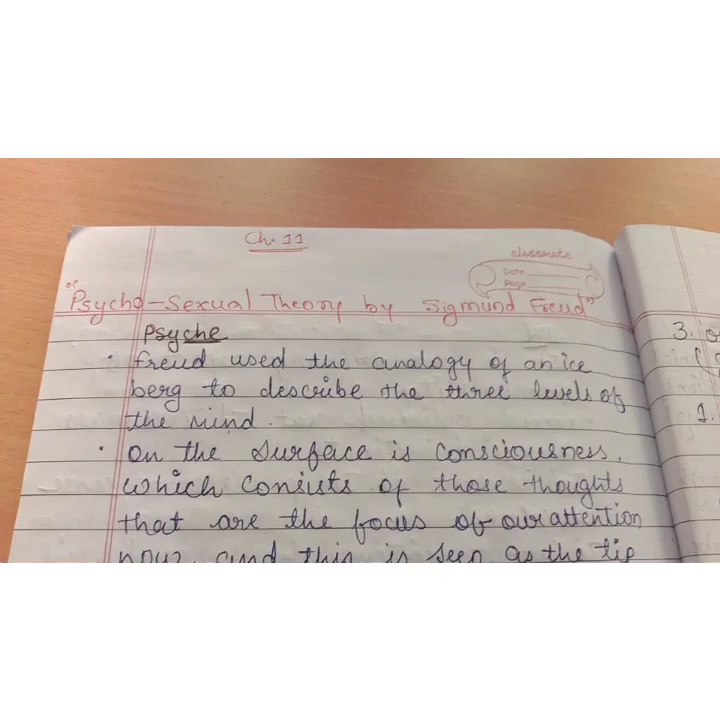 Ch. 11
classmate
Date
Page
"Psycho-Sexual Theory by Sigmund Freud"
Psyche
• freud used the analogy of an ice
berg to describe the three levels of
the mind.
• On the surface is consciousness,
which consists of those thoughts
that are the focus of our attention
now, and this is seen as the tip
3.
1.